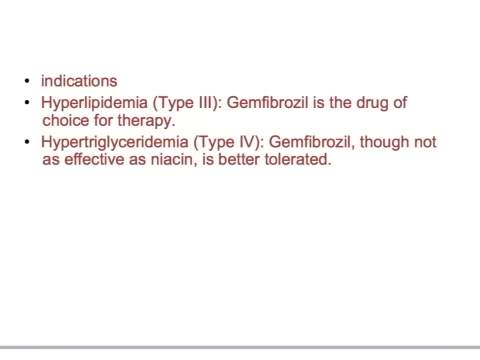 • indications
• Hyperlipidemia (Type III): Gemfibrozil is the drug of
choice for therapy.
• Hypertriglyceridemia (Type IV): Gemfibrozil, though not
as effective as niacin, is better tolerated.